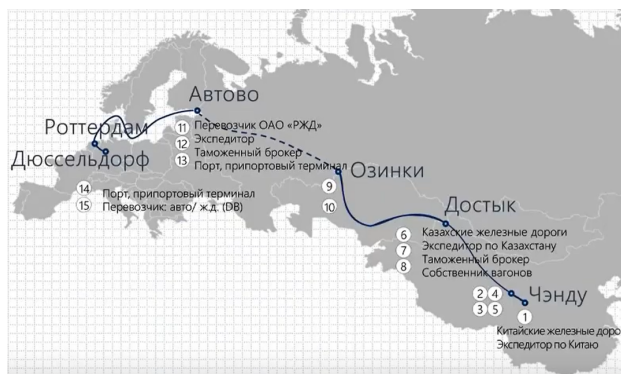 Автово
Роттердам
Дюссельдорф
11 Перевозчик ОАО «РЖД»
12 Экспедитор
13 Таможенный брокер
Порт, припортовый терминал
14 Порт, припортовый терминал
15 Перевозчик: авто/ ж.д. (DB)
Озинки
9
10
Достык
6 Казахские железные дороги
7 Экспедитор по Казахстану
Таможенный брокер
8 Собственник вагонов
2 4
3 5
Чэнду
1
Китайские железные доро
Экспедитор по Китаю